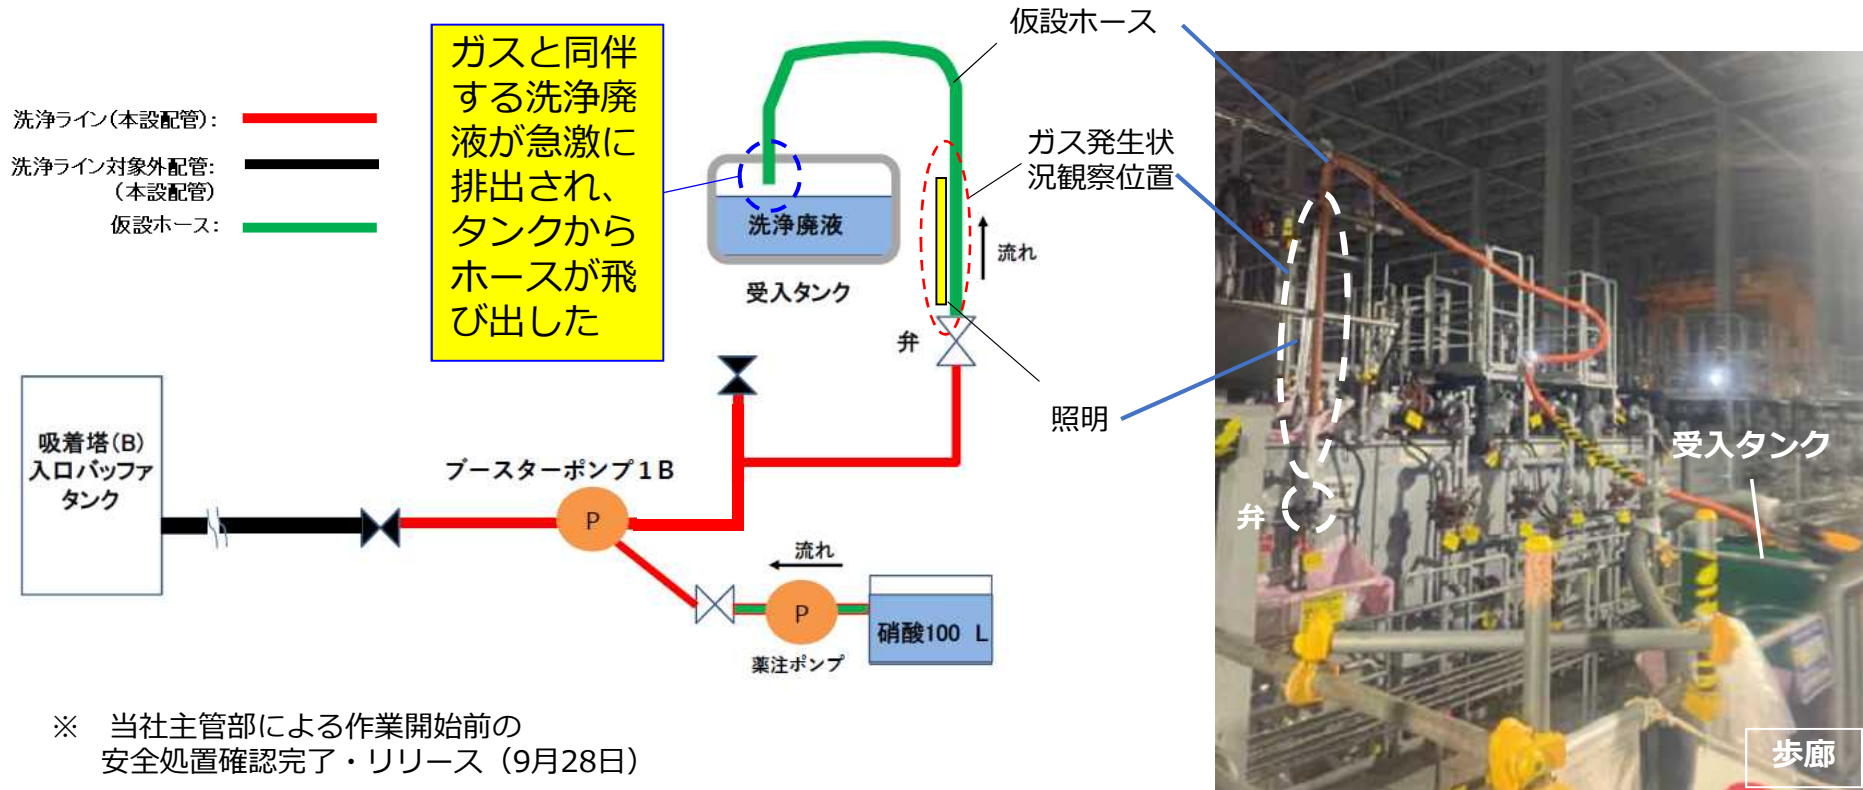 洗浄ライン(本設配管):
洗浄ライン対象外配管:
(本設配管)
仮設ホース:
ガスと同伴
する洗浄廃
液が急激に
排出され、
タンクから
ホースが飛
び出した
仮設ホース
ガス発生状
況観察位置
洗浄廃液
流れ
受入タンク
弁
照明
吸着塔(B)
入口バッファ
タンク
ブースターポンプ1B
P
流れ
P
硝酸100 L
薬注ポンプ
受入タンク
弁
歩廊
※ 当社主管部による作業開始前の
安全処置確認完了・リリース（9月28日）